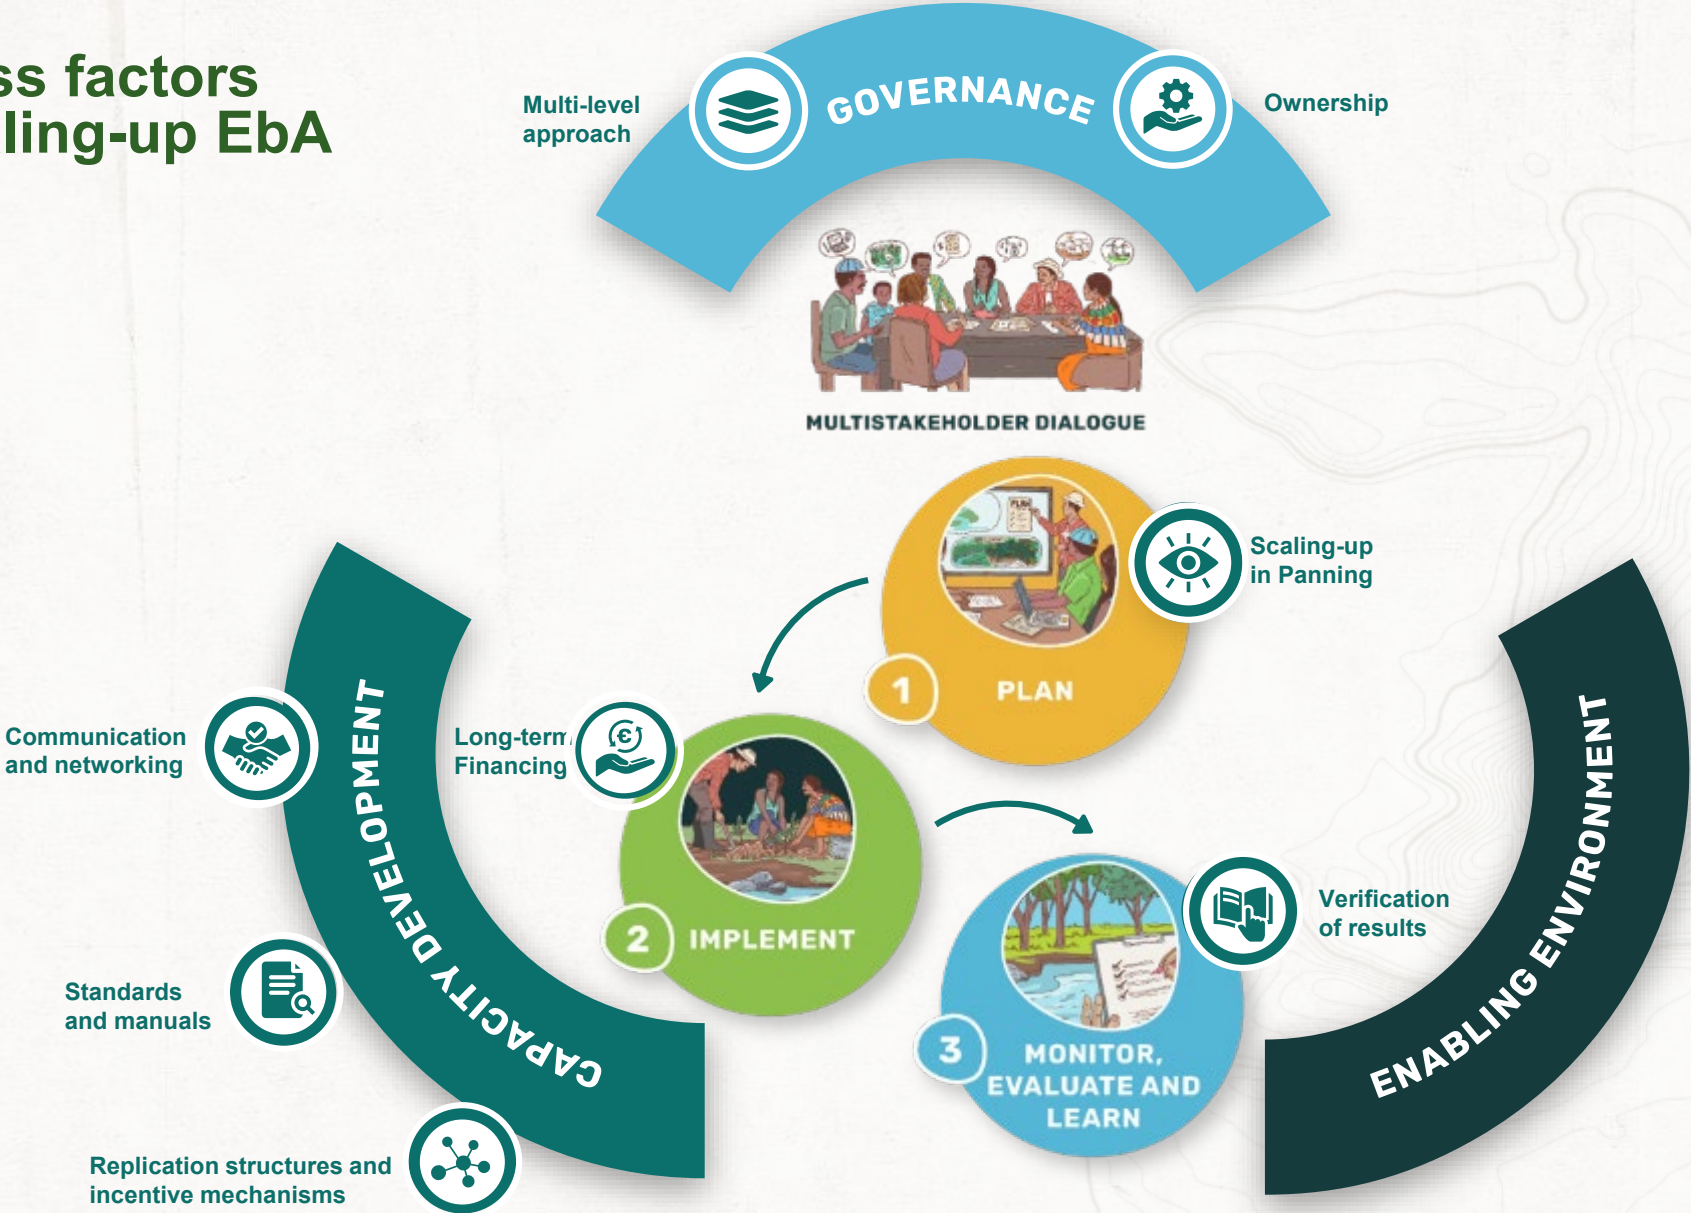 ss factors
ling-up EbA
Multi-level
approach
GOVERNANCE
Ownership
MULTISTAKEHOLDER DIALOGUE
PLAN
Scaling-up
in Panning
1
PLAN
Communication
and networking
CAPACITY DEVELOPMENT
Long-term
Financing
€
2
IMPLEMENT
Standards
and manuals
Replication structures and
incentive mechanisms
Verification
of results
3
MONITOR,
EVALUATE AND
LEARN
ENABLING ENVIRONMENT